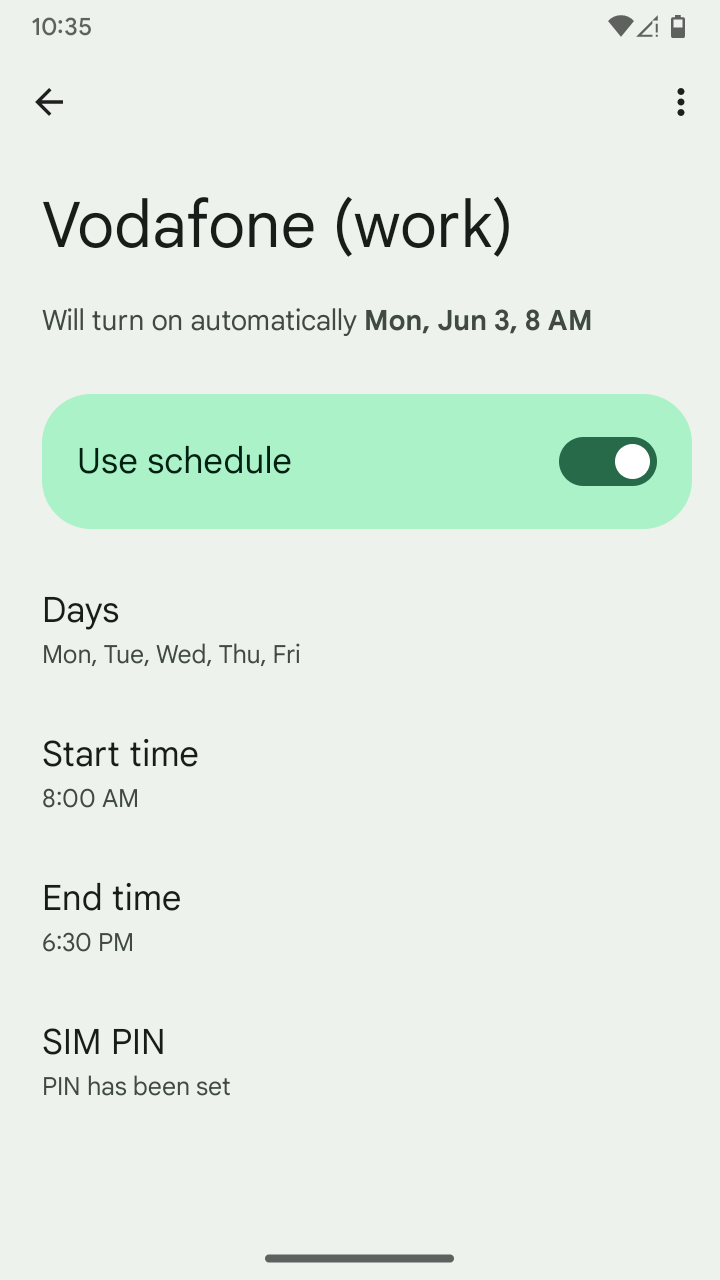 10:35
Vodafone (work)
Will turn on automatically Mon, Jun 3, 8 AM
Use schedule
Days
Mon, Tue, Wed, Thu, Fri
Start time
8:00 AM
End time
6:30 PM
SIM PIN
PIN has been set